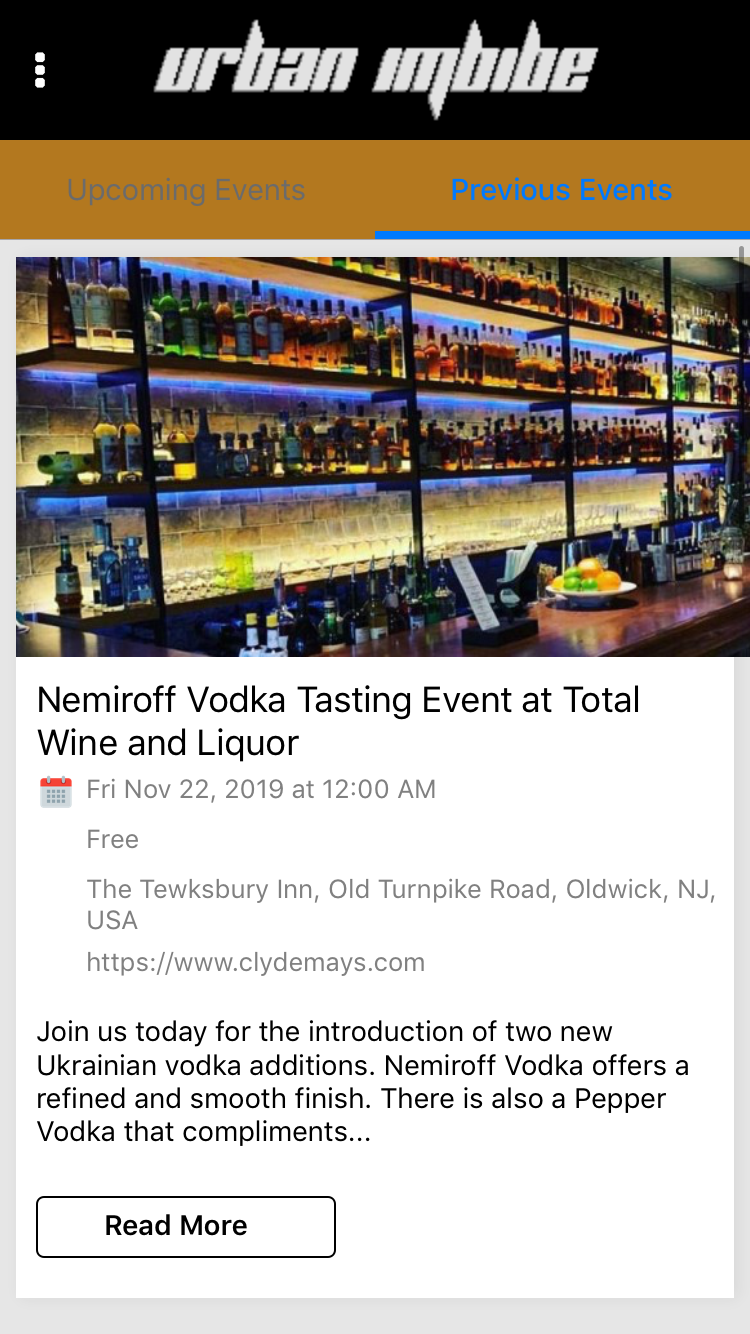 urban imbibe
Upcoming Events
Previous Events
Nemiroff Vodka Tasting Event at Total
Wine and Liquor
Fri Nov 22, 2019 at 12:00 AM
Free
The Tewksbury Inn, Old Turnpike Road, Oldwick, NJ,
USA
https://www.clydemays.com
Join us today for the introduction of two new
Ukrainian vodka additions. Nemiroff Vodka offers a
refined and smooth finish. There is also a Pepper
Vodka that compliments...
Read More